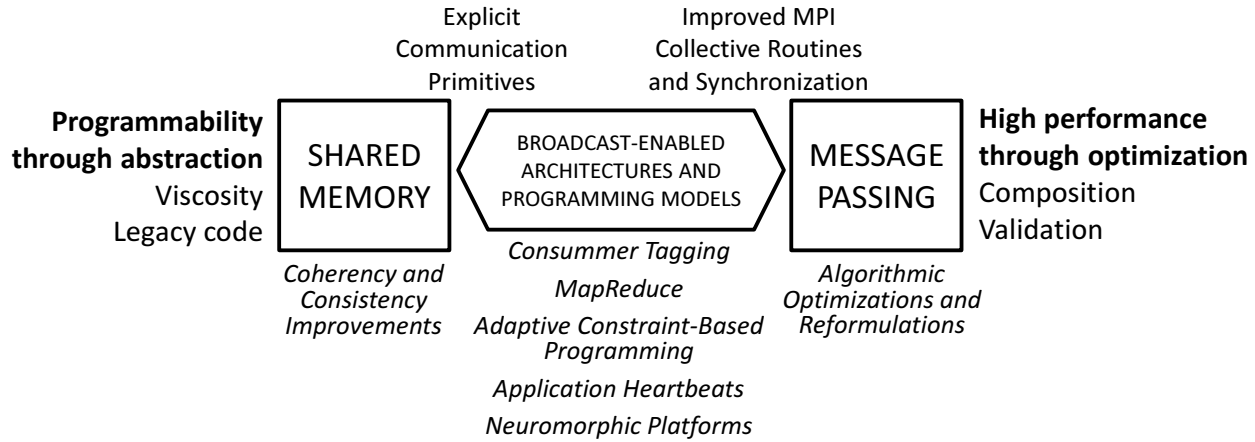 Explicit
Communication
Primitives
Improved MPI
Collective Routines
and Synchronization
Programmability
through abstraction
Viscosity
Legacy code
SHARED
MEMORY
BROADCAST-ENABLED
ARCHITECTURES AND
PROGRAMMING MODELS
MESSAGE
PASSING
High performance
through optimization
Composition
Validation
Coherency and
Consistency
Improvements
Consummer Tagging
MapReduce
Adaptive Constraint-Based
Programming
Application Heartbeats
Neuromorphic Platforms
Algorithmic
Optimizations and
Reformulations